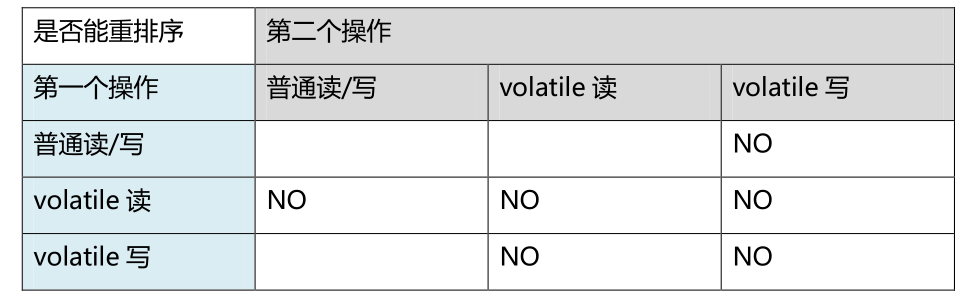 是否能重排序 第二个操作
第一个操作 普通读/写 volatile 读 volatile 写
普通读/写 NO
volatile 读 NO NO NO
volatile 写 NO NO